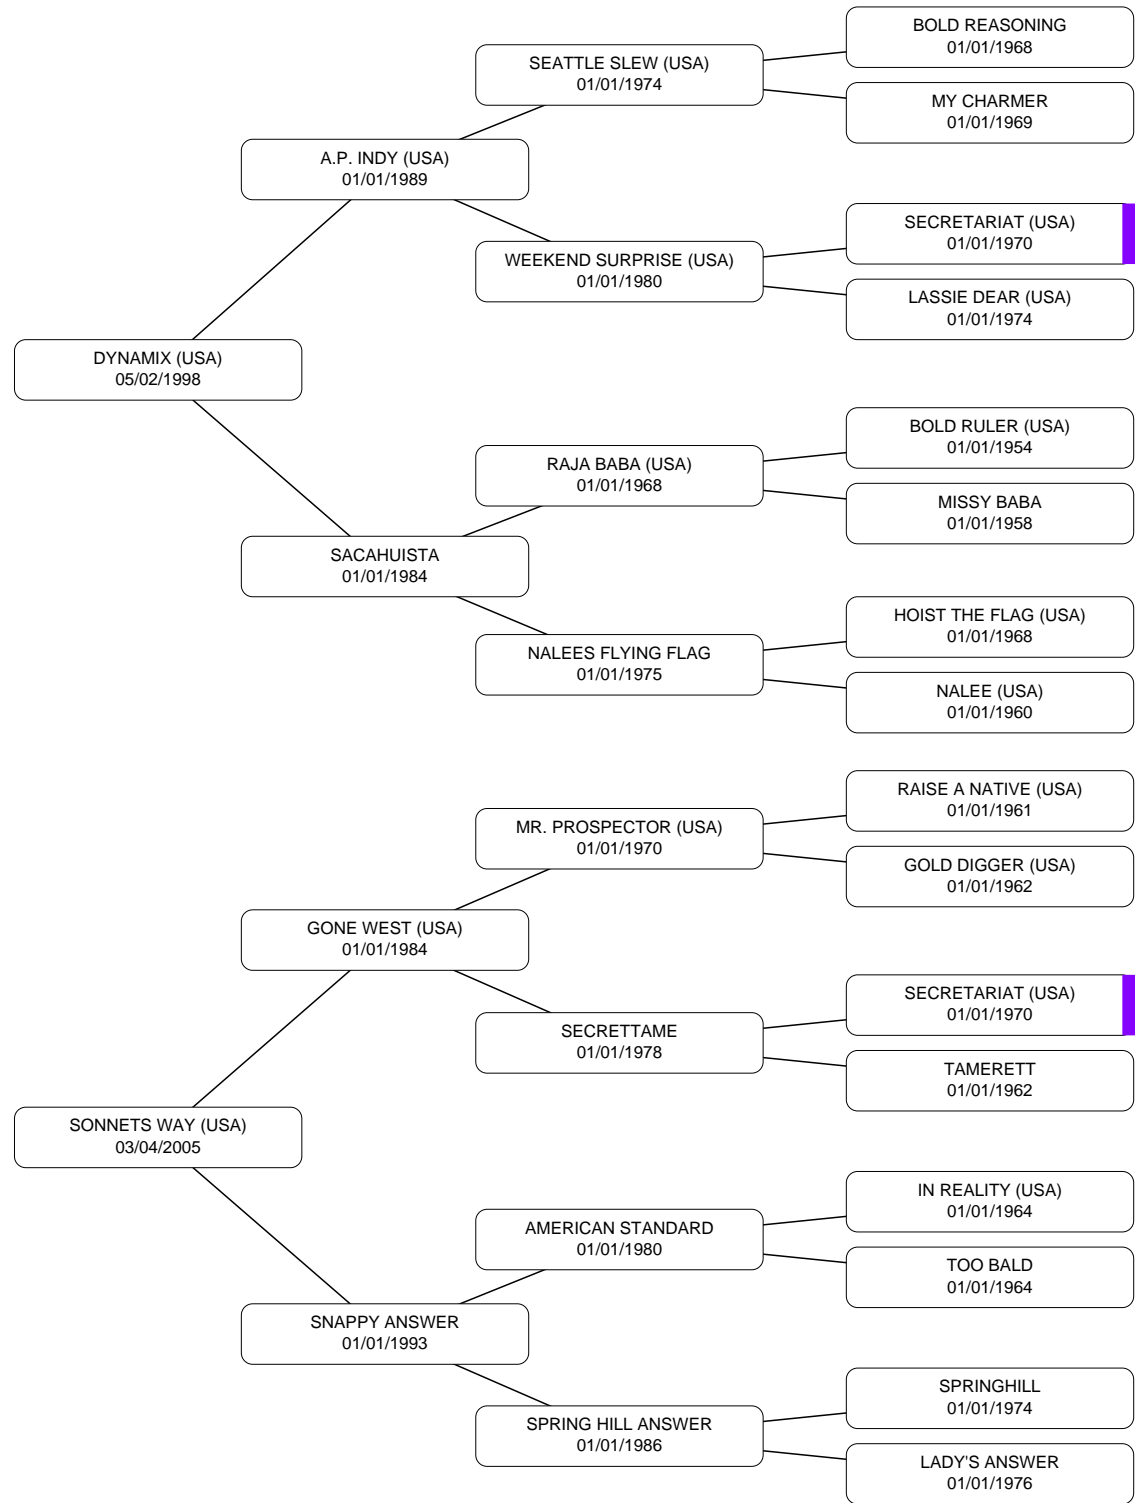 BOLD REASONING
01/01/1968
SEATTLE SLEW (USA)
01/01/1974
MY CHARMER
01/01/1969
A.P. INDY (USA)
01/01/1989
SECRETARIAT (USA)
01/01/1970
WEEKEND SURPRISE (USA)
01/01/1980
LASSIE DEAR (USA)
01/01/1974
DYNAMIX (USA)
05/02/1998
BOLD RULER (USA)
01/01/1954
RAJA BABA (USA)
01/01/1968
MISSY BABA
01/01/1958
SACAHUISTA
01/01/1984
HOIST THE FLAG (USA)
01/01/1968
NALEES FLYING FLAG
01/01/1975
NALEE (USA)
01/01/1960
RAISE A NATIVE (USA)
01/01/1961
MR. PROSPECTOR (USA)
01/01/1970
GOLD DIGGER (USA)
01/01/1962
GONE WEST (USA)
01/01/1984
SECRETARIAT (USA)
01/01/1970
SECRETTAME
01/01/1978
TAMERETT
01/01/1962
SONNETS WAY (USA)
03/04/2005
IN REALITY (USA)
01/01/1964
AMERICAN STANDARD
01/01/1980
TOO BALD
01/01/1964
SNAPPY ANSWER
01/01/1993
SPRINGHILL
01/01/1974
SPRING HILL ANSWER
01/01/1986
LADY'S ANSWER
01/01/1976